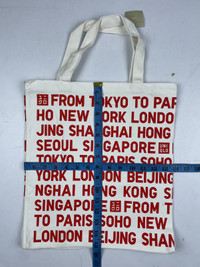 FROM TOKYO TO PAR
HO NEW YORK LONDO
JING SHANGHAI HONG
SEOUL SINGAPORE
TOKYO TO PARIS SOHO
YORK LONDON BEIJING
NGHAI HONG KONG S
SINGAPORE FROM T
TO PARIS SOHO NEW
LONDON BEIJING SHAN